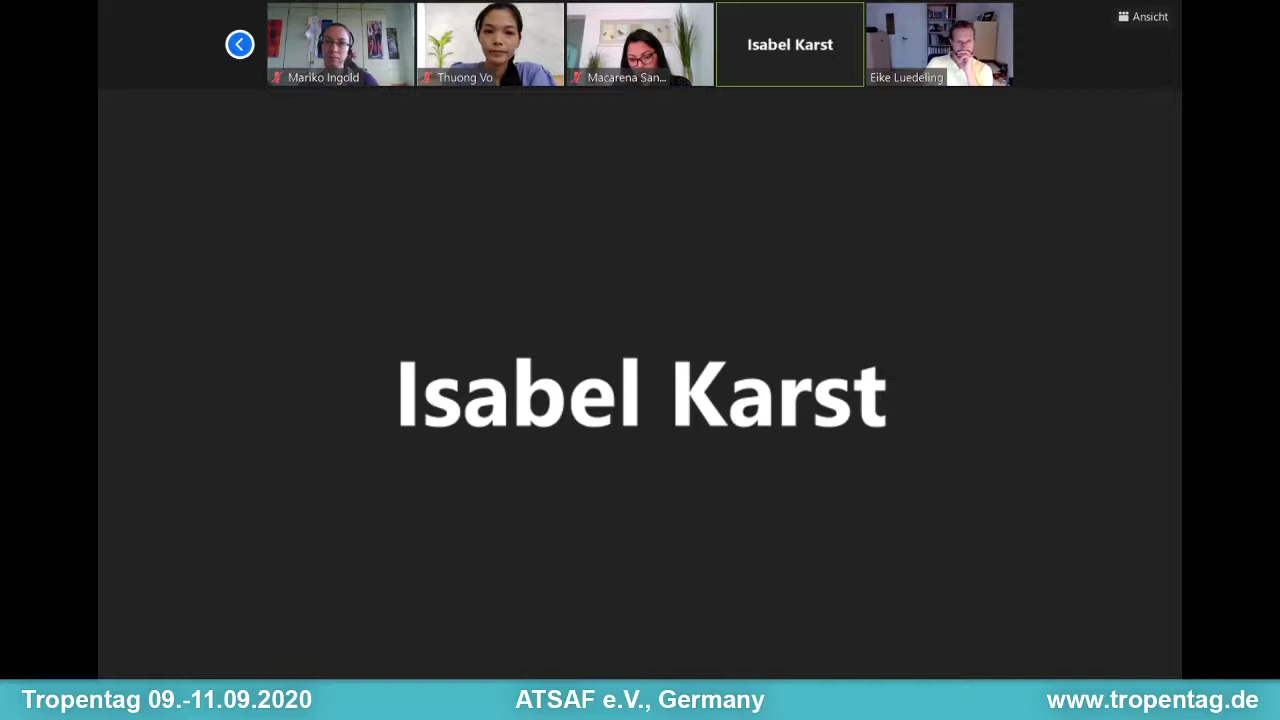 Ansicht
Mariko Ingold
Thuong Vo
Macarena San...
Isabel Karst
Eike Luedeling
Isabel Karst
Tropentag 09.-11.09.2020
ATSAF e.V., Germany
www.tropentag.de